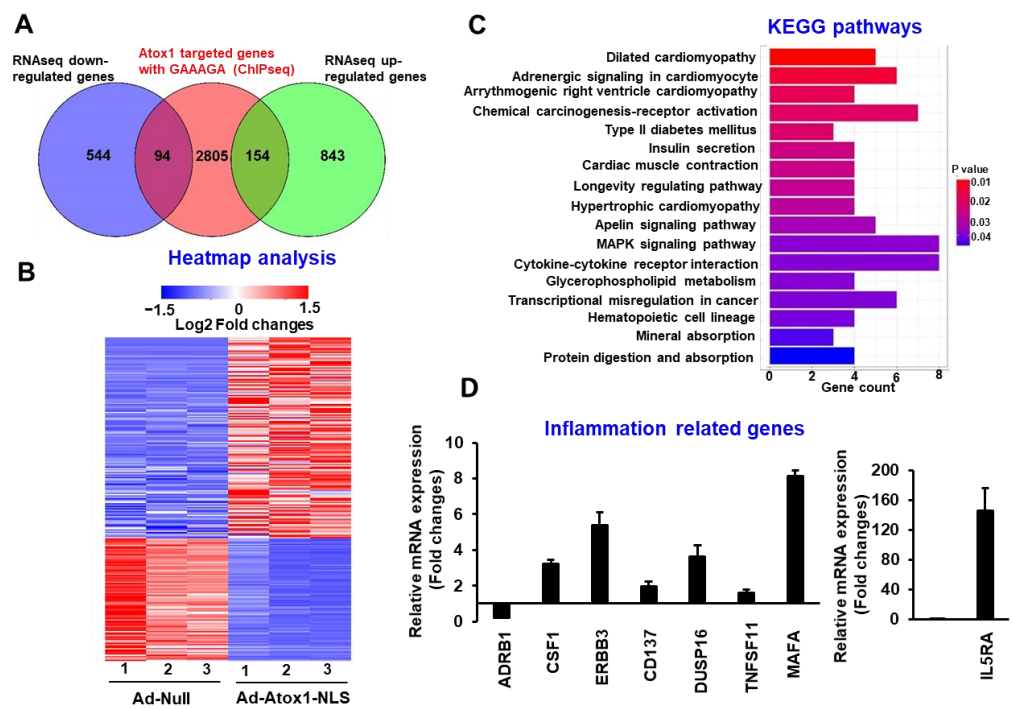 A
RNAseq down-
regulated genes
Atox1 targeted genes
with GAAAGA (ChIPseq)
RNAseq up-
regulated genes
544
94
2805
154
843
B
Heatmap analysis
−1.5
0
1.5
Log2 Fold changes
1
2
3
1
2
3
Ad-Null
Ad-Atox1-NLS
C
KEGG pathways
Dilated cardiomyopathy
Adrenergic signaling in cardiomyocyte
Arrythmogenic right ventricle cardiomyopathy
Chemical carcinogenesis-receptor activation
Type II diabetes mellitus
Insulin secretion
Cardiac muscle contraction
Longevity regulating pathway
Hypertrophic cardiomyopathy
Apelin signaling pathway
MAPK signaling pathway
Cytokine-cytokine receptor interaction
Glycerophospholipid metabolism
Transcriptional misregulation in cancer
Hematopoietic cell lineage
Mineral absorption
Protein digestion and absorption
0
2
4
6
8
Gene count
P value
0.01
0.02
0.03
0.04
D
Inflammation related genes
Relative mRNA expression
(Fold changes)
10
8
6
4
2
0
ADRB1
CSF1
ERBB3
CD137
DUSP16
TNFSF11
MAFA
Relative mRNA expression
(Fold changes)
200
160
120
80
40
0
IL5RA